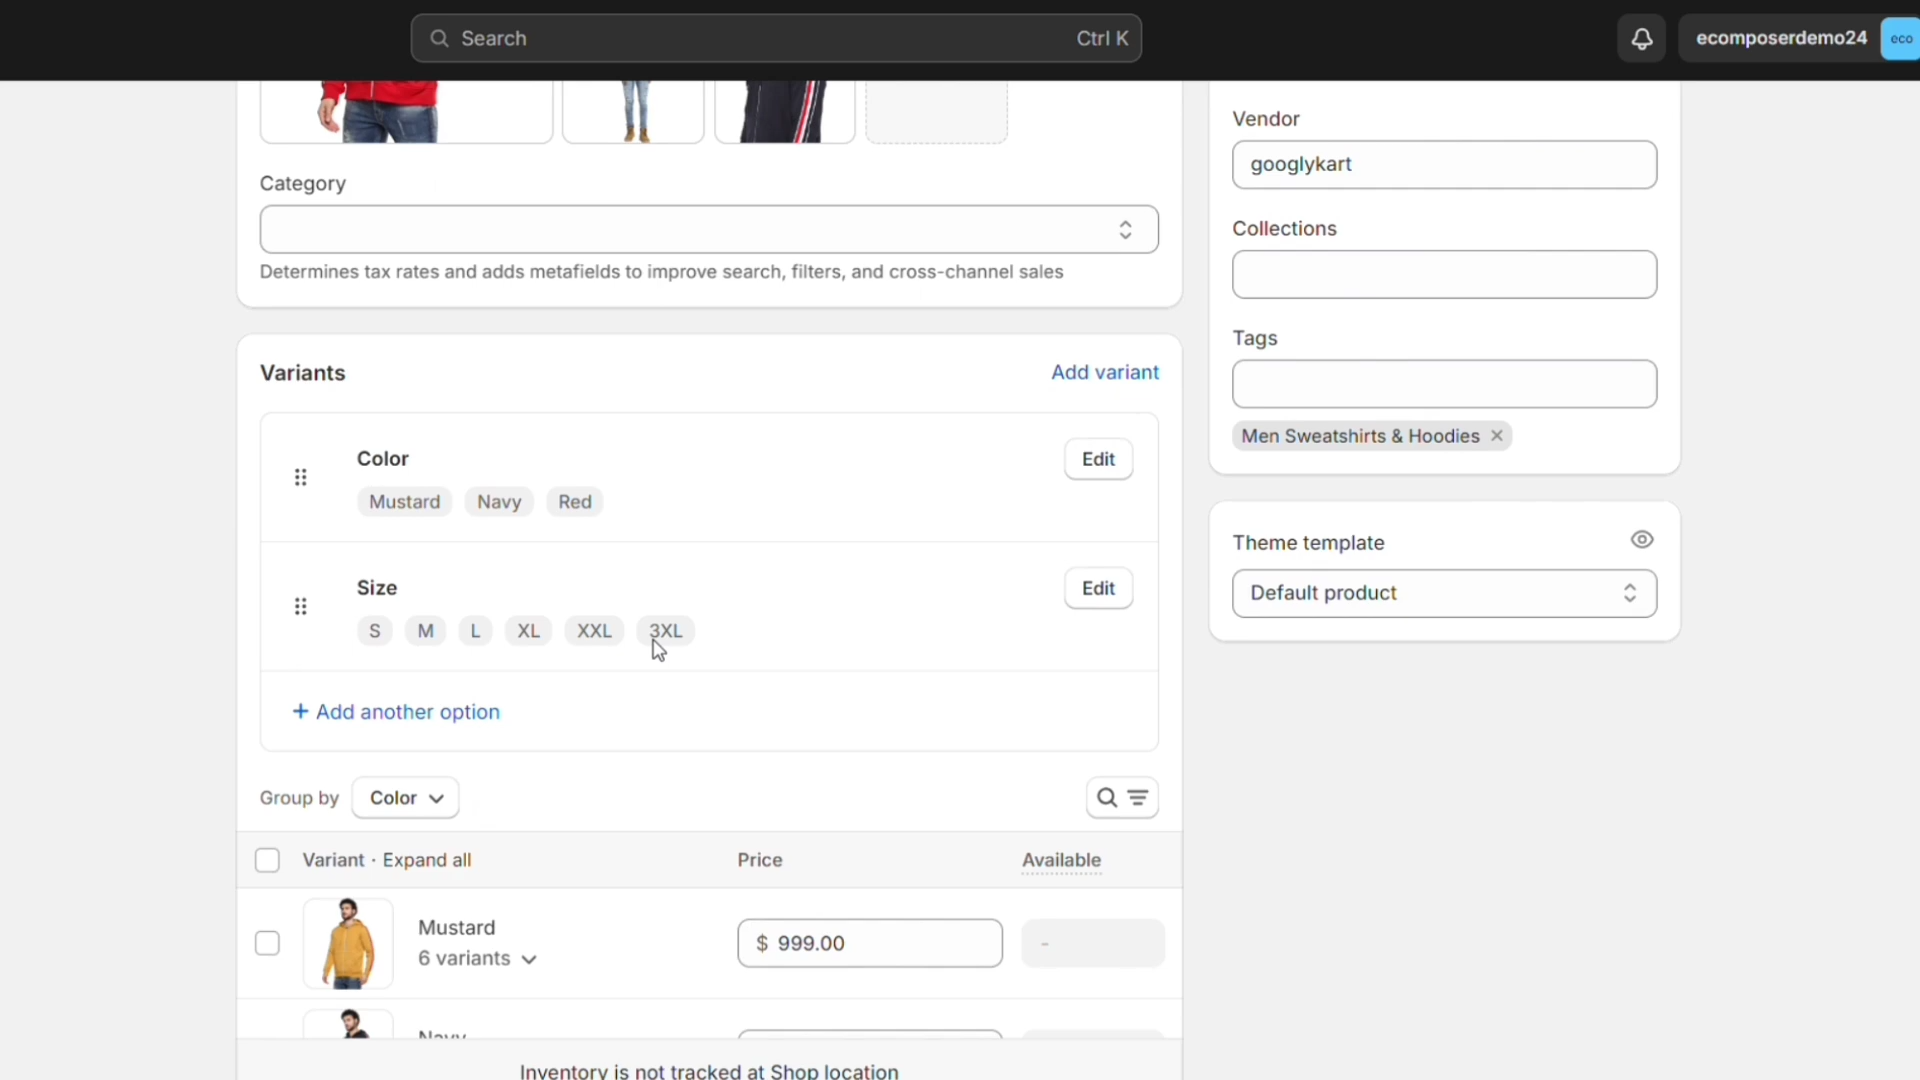 Search Ctrl K
ecomposerdemo24 eco
Category
Determines tax rates and adds metafields to improve search, filters, and cross-channel sales
Variants Add variant
Color Edit
Mustard Navy Red
Size Edit
S M L XL XXL 3XL
+ Add another option
Group by Color
Variant · Expand all Price Available
Mustard
6 variants
$ 999.00 -
Navy
Inventory is not tracked at Shop location
Vendor
googlykart
Collections
Tags
Men Sweatshirts & Hoodies ×
Theme template
Default product